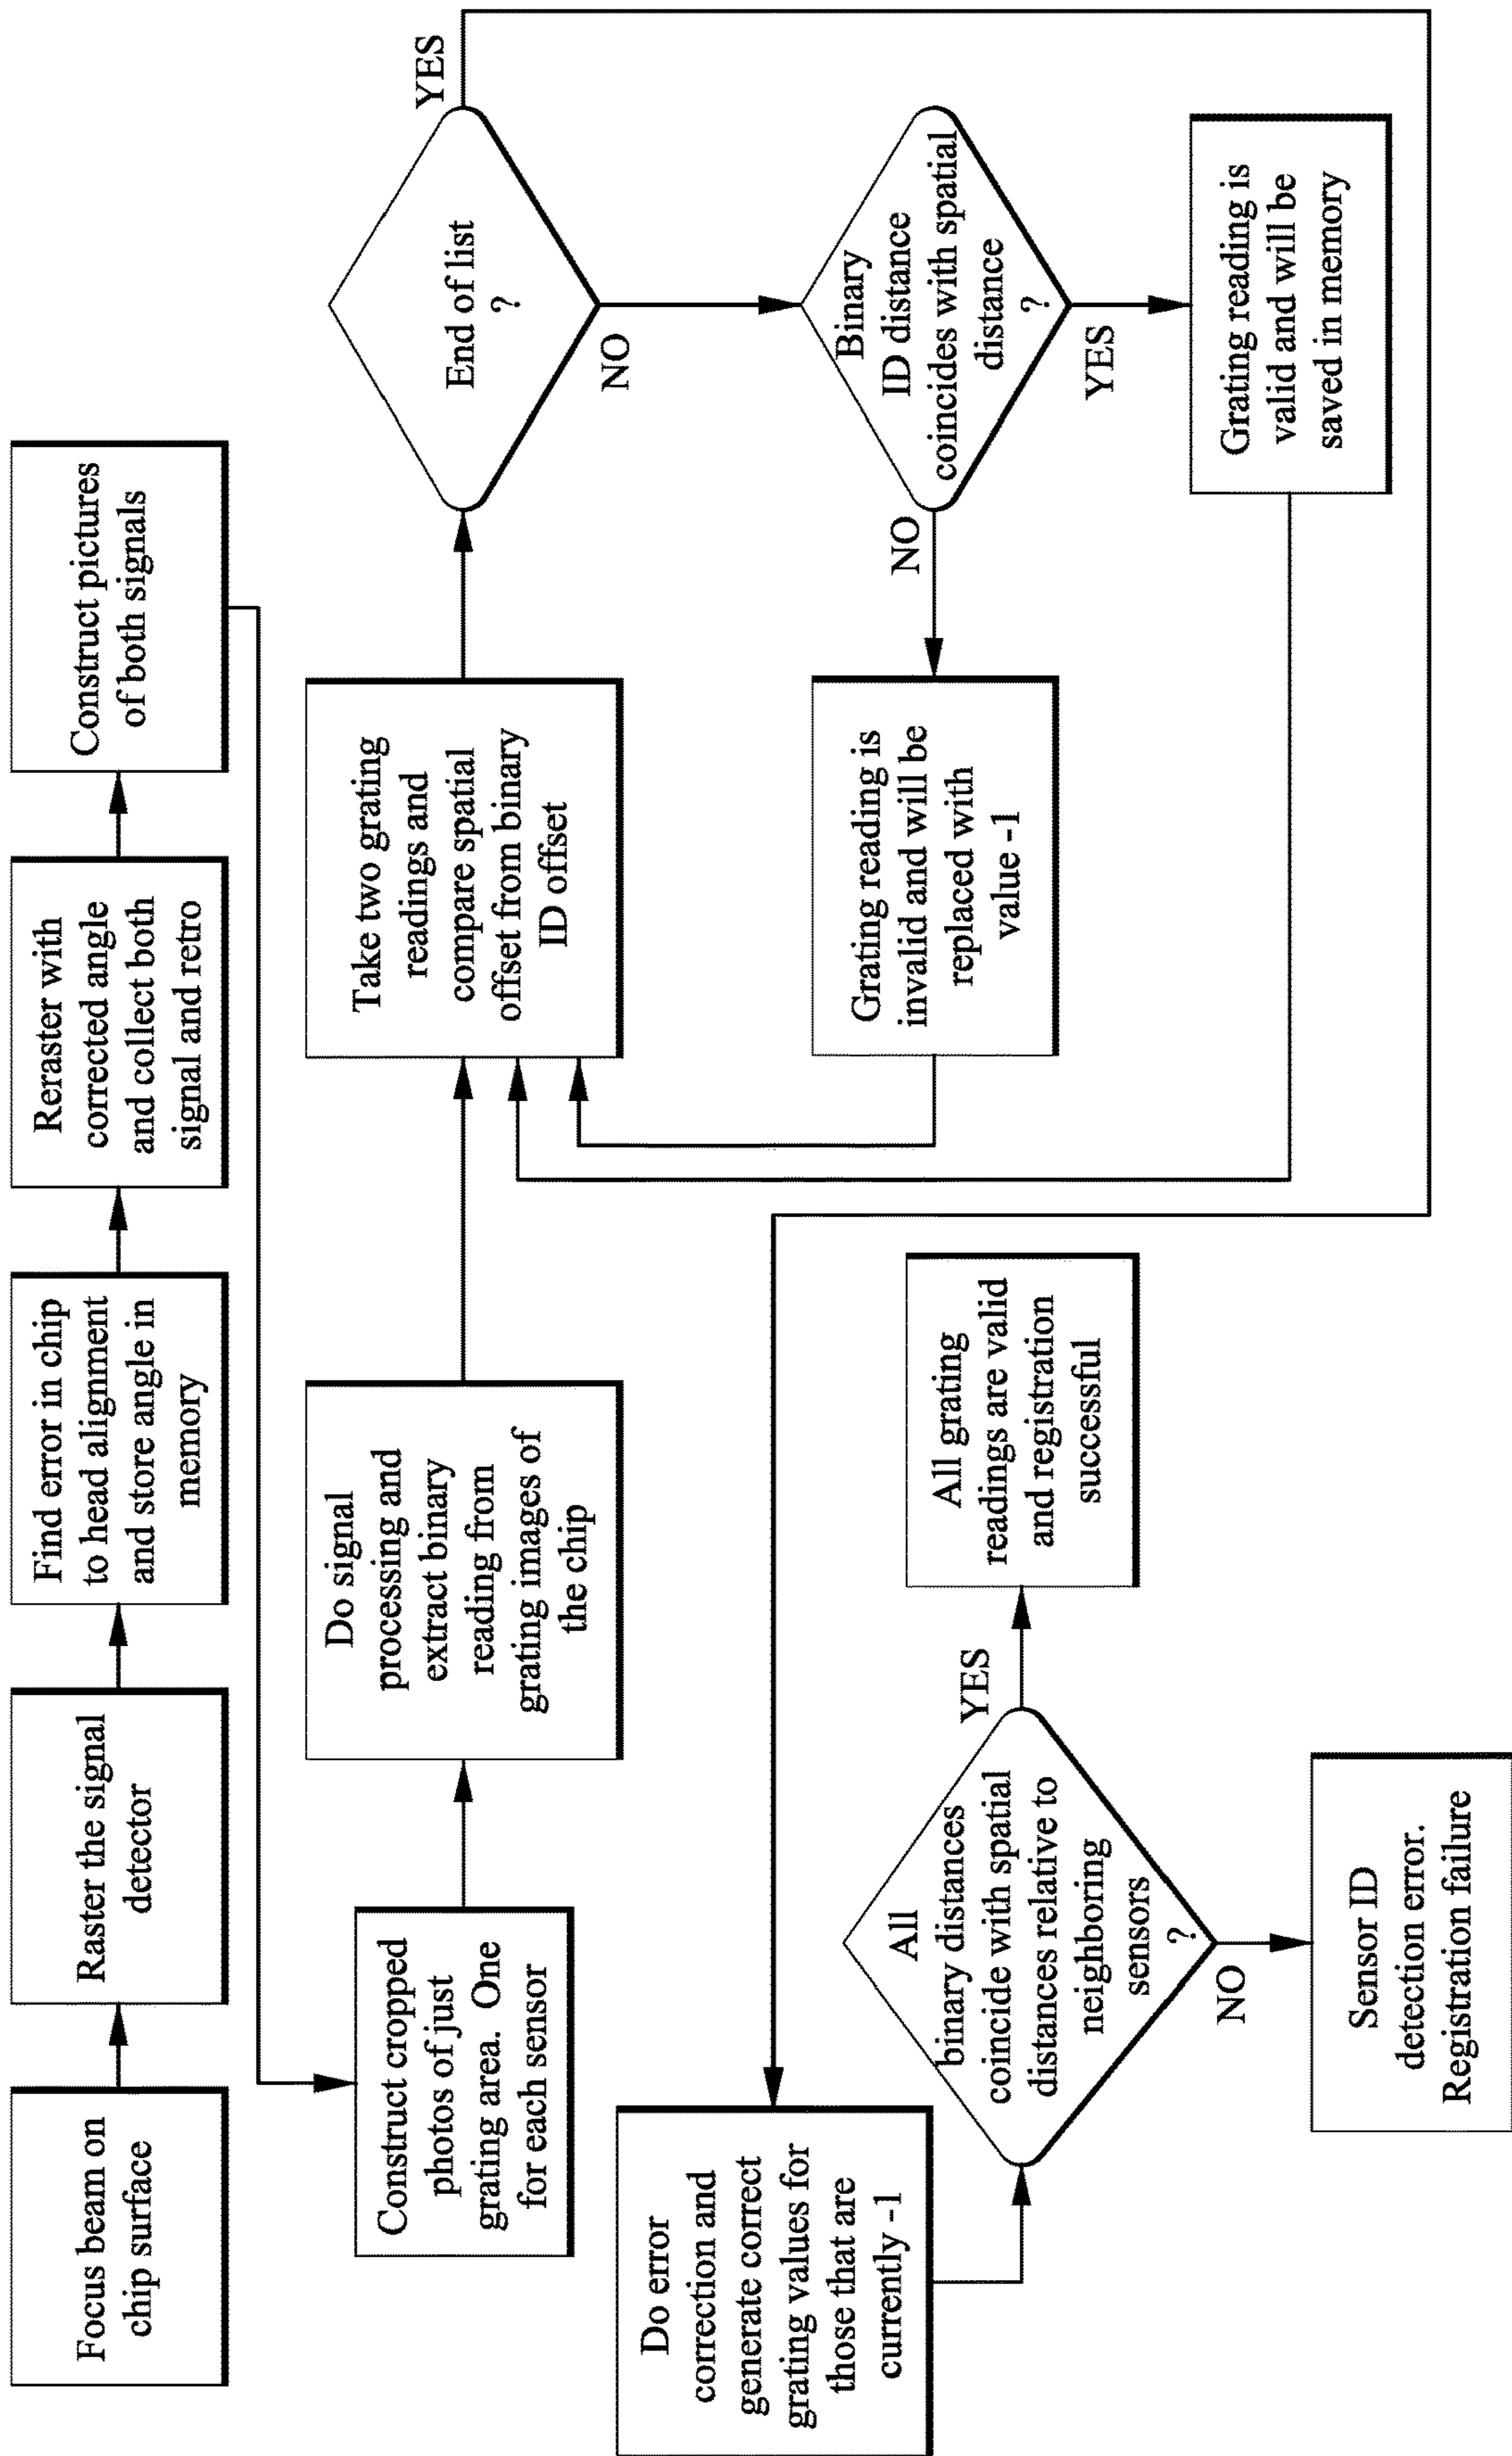 Focus beam on
chip surface
Raster the signal
detector
Find error in chip
to head alignment
and store angle in
memory
Reraster with
corrected angle
and collect both
signal and retro
Construct pictures
of both signals
Construct cropped
photos of just
grating area. One
for each sensor
Do signal
processing and
extract binary
reading from
grating images of
the chip
Take two grating
readings and
compare spatial
offset from binary
ID offset
End of list
?
YES
NO
Binary
ID distance
coincides with spatial
distance
?
NO
YES
Grating reading is
invalid and will be
replaced with
value -1
Grating reading is
valid and will be
saved in memory
Do error
correction and
generate correct
grating values for
those that are
currently -1
All
binary distances
coincide with spatial
distances relative to
neighboring
sensors
?
YES
NO
All grating
readings are valid
and registration
successful
Sensor ID
detection error.
Registration failure